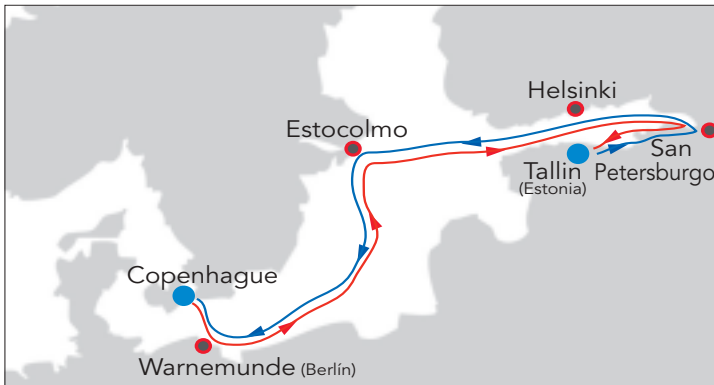 Helsinki
Estocolmo
San
Tallin
Petersburgo
(Estonia)
Copenhague
Warnemunde (Berlín)